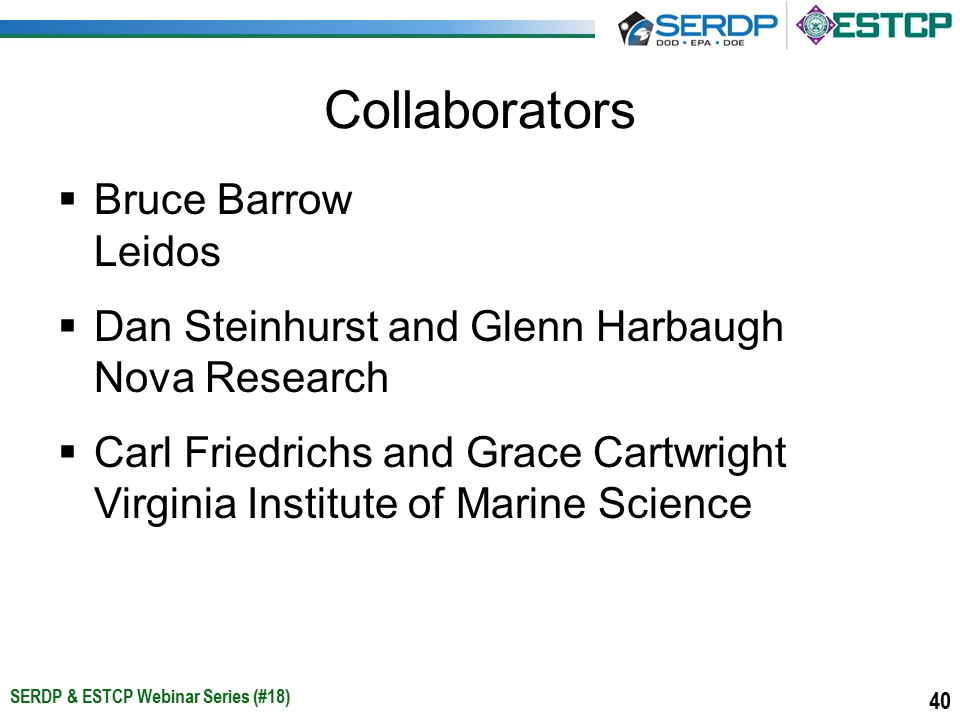 SERDP
DOD • EPA • DOE
ESTCP
Collaborators
▪ Bruce Barrow
Leidos
▪ Dan Steinhurst and Glenn Harbaugh
Nova Research
▪ Carl Friedrichs and Grace Cartwright
Virginia Institute of Marine Science
SERDP & ESTCP Webinar Series (#18)
40